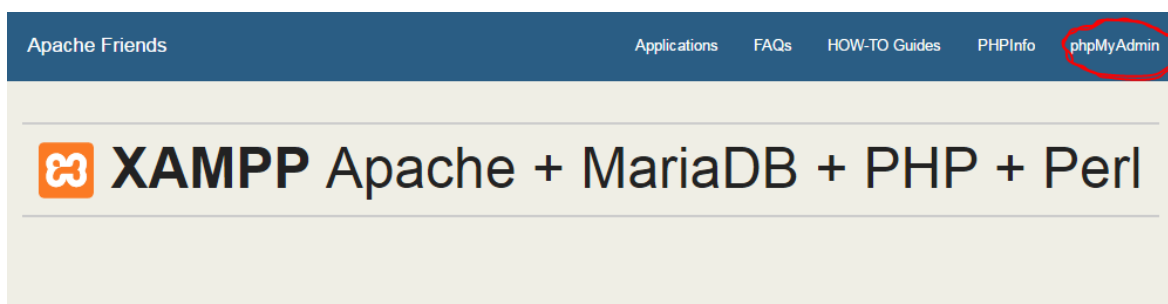 Apache Friends Applications FAQs HOW-TO Guides PHPInfo phpMyAdmin
XAMPP Apache + MariaDB + PHP + Perl